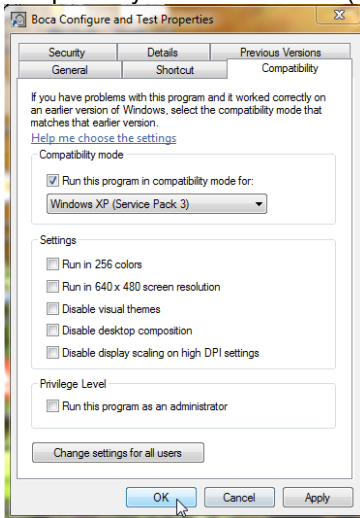 Boca Configure and Test Properties
Security Details Previous Versions
General Shortcut Compatibility
If you have problems with this program and it worked correctly on
an earlier version of Windows, select the compatibility mode that
matches that earlier version.
Help me choose the settings
Compatibility mode
Run this program in compatibility mode for:
Windows XP (Service Pack 3)
Settings
Run in 256 colors
Run in 640 x 480 screen resolution
Disable visual themes
Disable desktop composition
Disable display scaling on high DPI settings
Privilege Level
Run this program as an administrator
Change settings for all users
OK Cancel Apply